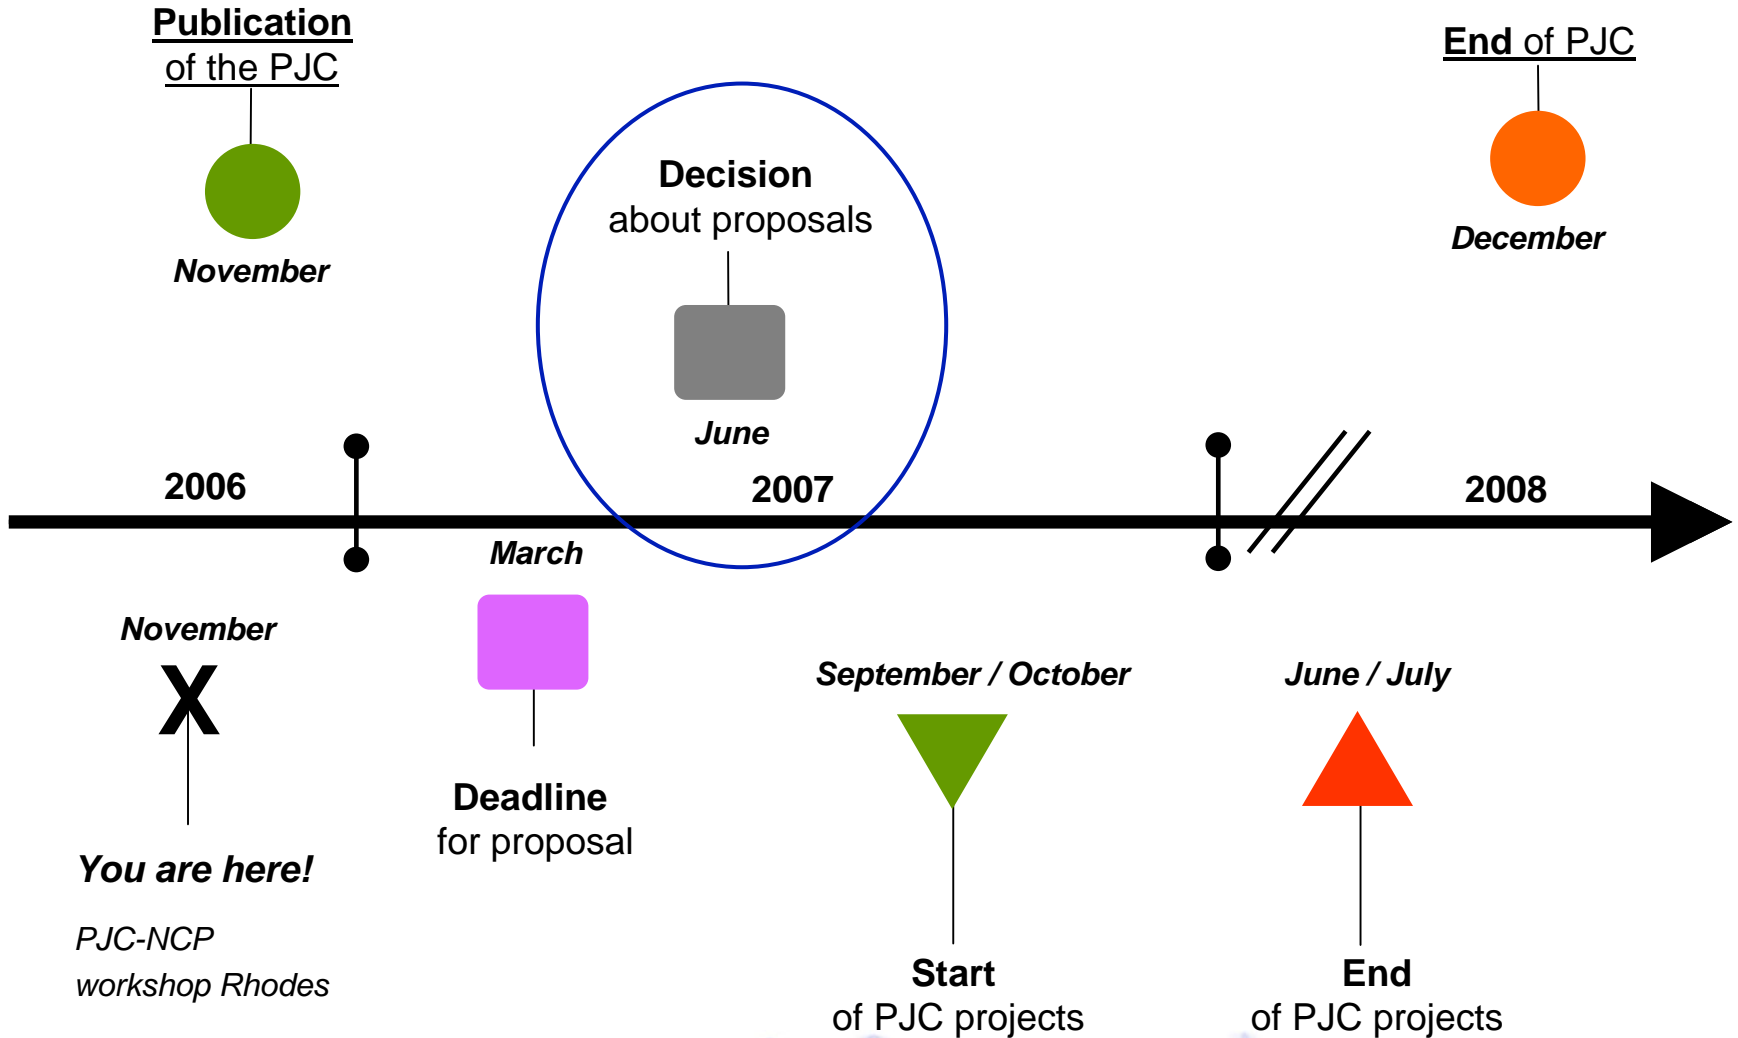 Publication
of the PJC
November
Decision
about proposals
June
End of PJC
December
2006
2007
2008
November
X
You are here!
PJC-NCP
workshop Rhodes
March
Deadline
for proposal
September / October
Start
of PJC projects
June / July
End
of PJC projects